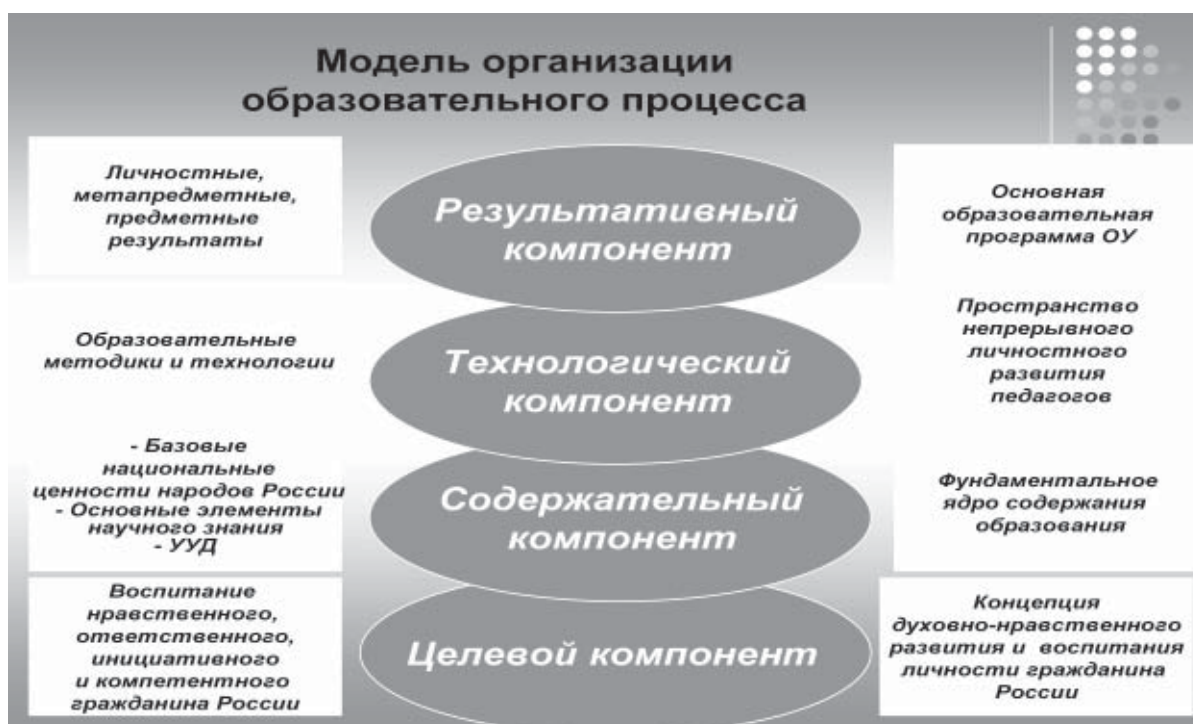 Модель организации
образовательного процесса
Личностные,
метапредметные,
предметные
результаты
Результативный
компонент
Основная
образовательная
программа ОУ
Образовательные
методики и технологии
Технологический
компонент
Пространство
непрерывного
личностного
развития
педагогов
- Базовые
национальные
ценности народов России
- Основные элементы
научного знания
- УУД
Содержательный
компонент
Фундаментальное
ядро содержания
образования
Воспитание
нравственного,
ответственного,
инициативного
и компетентного
гражданина России
Целевой компонент
Концепция
духовно-нравственного
развития и воспитания
личности гражданина
России